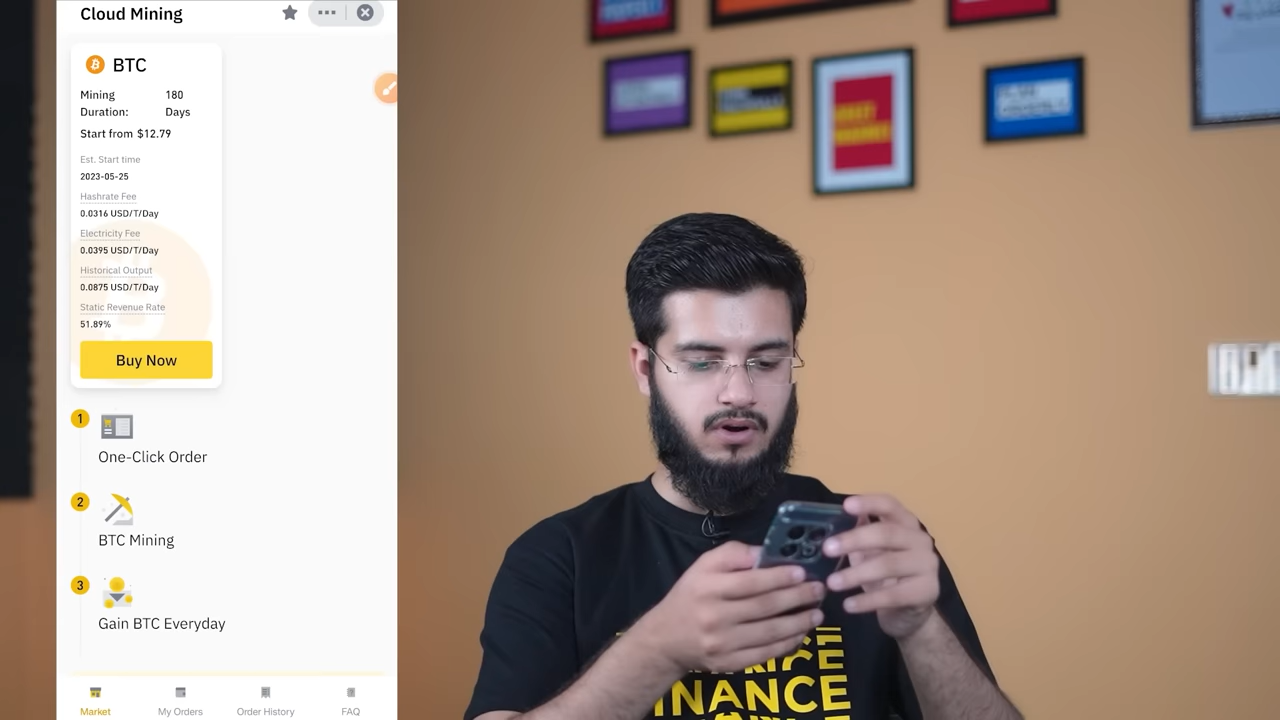 Cloud Mining
BTC
Mining Duration:
180 Days
Start from $12.79
Est. Start time
2023-05-25
Hashrate Fee
0.0316 USD/T/Day
Electricity Fee
0.0395 USD/T/Day
Historical Output
0.0875 USD/T/Day
Static Revenue Rate
51.89%
Buy Now
1
One-Click Order
2
BTC Mining
3
Gain BTC Everyday
Market
My Orders
Order History
FAQ
INANCE